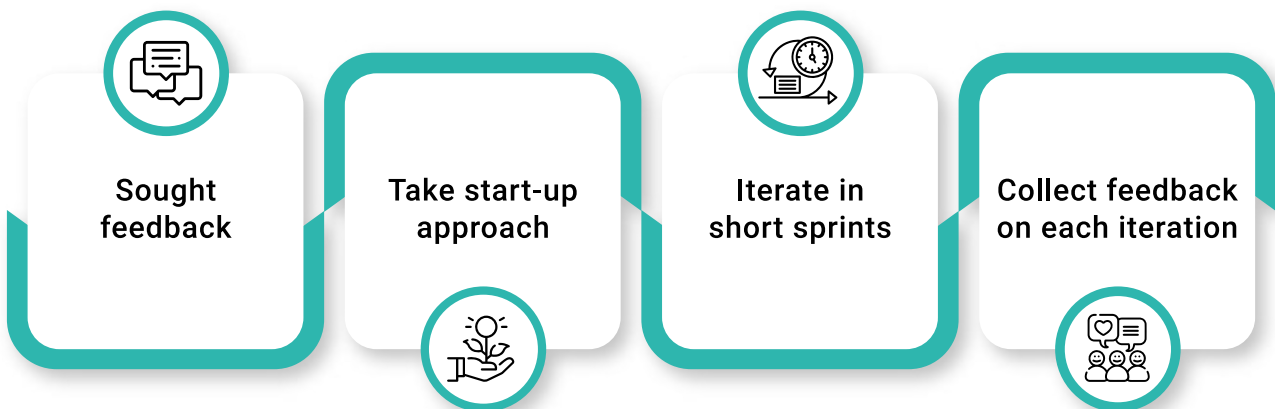 Sought
feedback
Take start-up
approach
Iterate in
short sprints
Collect feedback
on each iteration